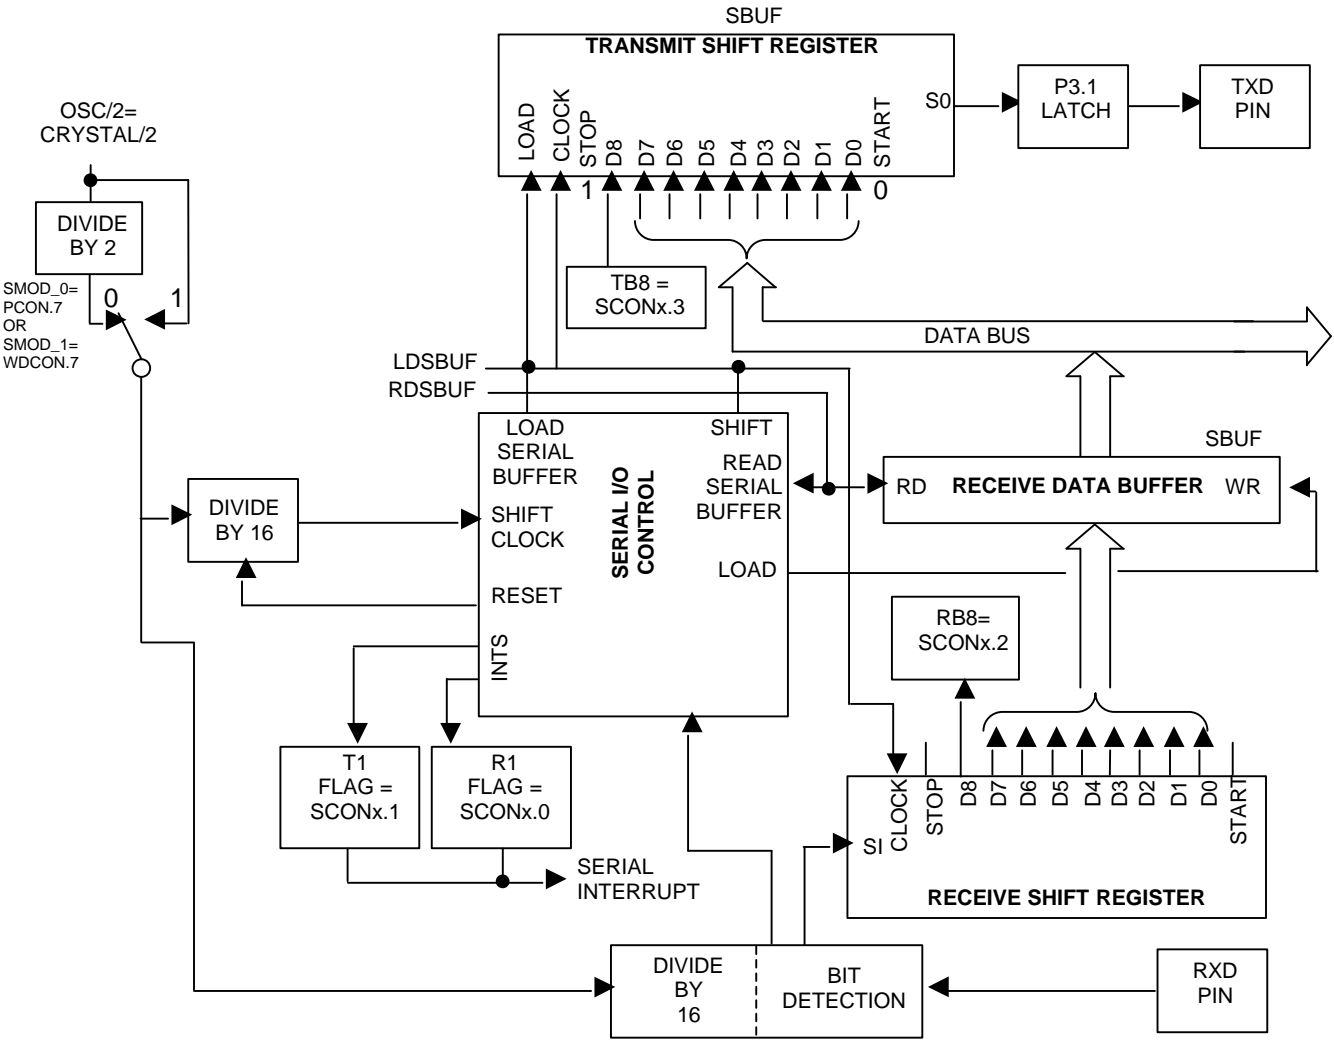 SBUF
TRANSMIT SHIFT REGISTER
LOAD
CLOCK
STOP
D8
D7
D6
D5
D4
D3
D2
D1
D0
START
S0
P3.1
LATCH
TXD
PIN
1
0
OSC/2=
CRYSTAL/2
DIVIDE
BY 2
SMOD_0=
PCON.7
OR
SMOD_1=
WDCON.7
0
1
TB8 =
SCONx.3
DATA BUS
LDSBUF
RDSBUF
LOAD
SERIAL
BUFFER
SHIFT
READ
SERIAL
BUFFER
SERIAL I/O
CONTROL
SHIFT
CLOCK
LOAD
RESET
INTS
DIVIDE
BY 16
SBUF
RD
RECEIVE DATA BUFFER
WR
RB8=
SCONx.2
T1
FLAG =
SCONx.1
R1
FLAG =
SCONx.0
SERIAL
INTERRUPT
SI
CLOCK
STOP
D8
D7
D6
D5
D4
D3
D2
D1
D0
START
RECEIVE SHIFT REGISTER
DIVIDE
BY
16
BIT
DETECTION
RXD
PIN